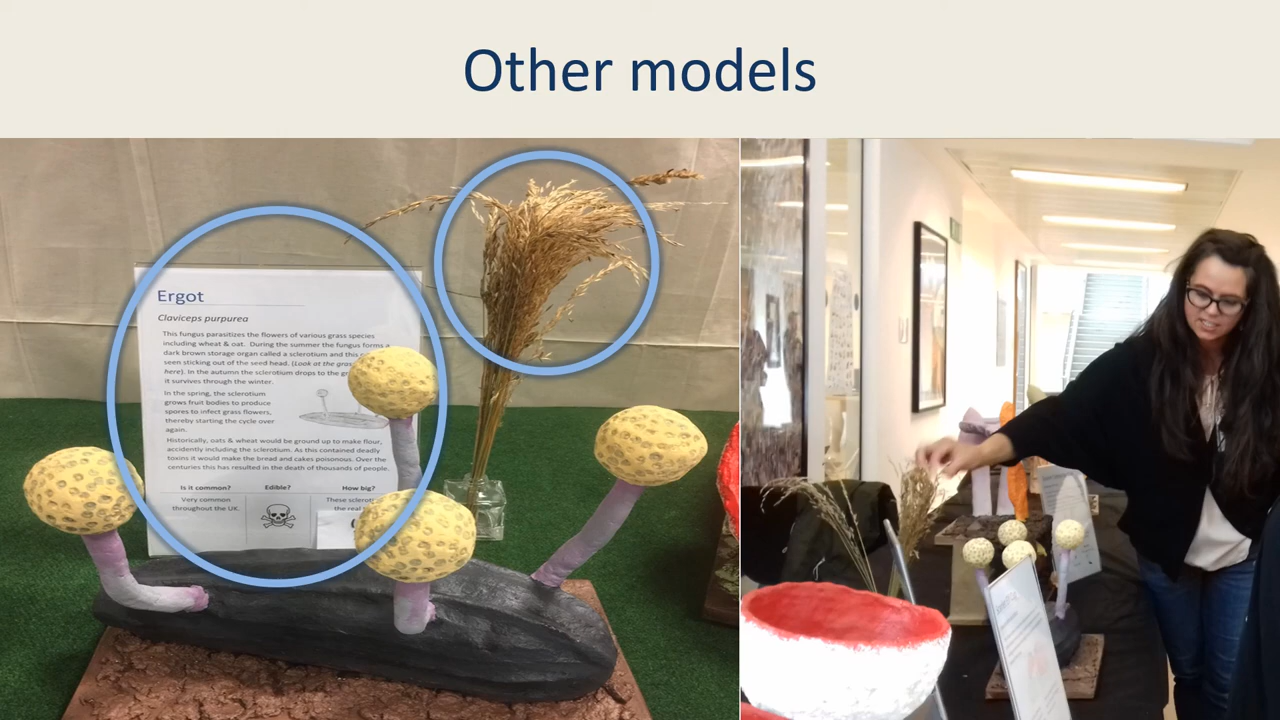 Other models
Ergot
Claviceps purpurea
This fungus parasitizes the flowers of various grass species
including wheat & oat. During the summer the fungus forms a
dark brown storage organ called a sclerotium and this
seen sticking out of the seed head. (Look at the gras
here). In the autumn the sclerotium drops to the gr
it survives through the winter.
In the spring, the sclerotium
grows fruit bodies to produce
spores to infect grass flowers,
thereby starting the cycle over
again.
Historically, oats & wheat would be ground up to make flour,
accidently including the sclerotium. As this contained deadly
toxins it would make the bread and cakes poisonous. Over the
centuries this has resulted in the death of thousands of people.
Is it common? Edible? How big?
Very common These scleroti
throughout the UK. the real